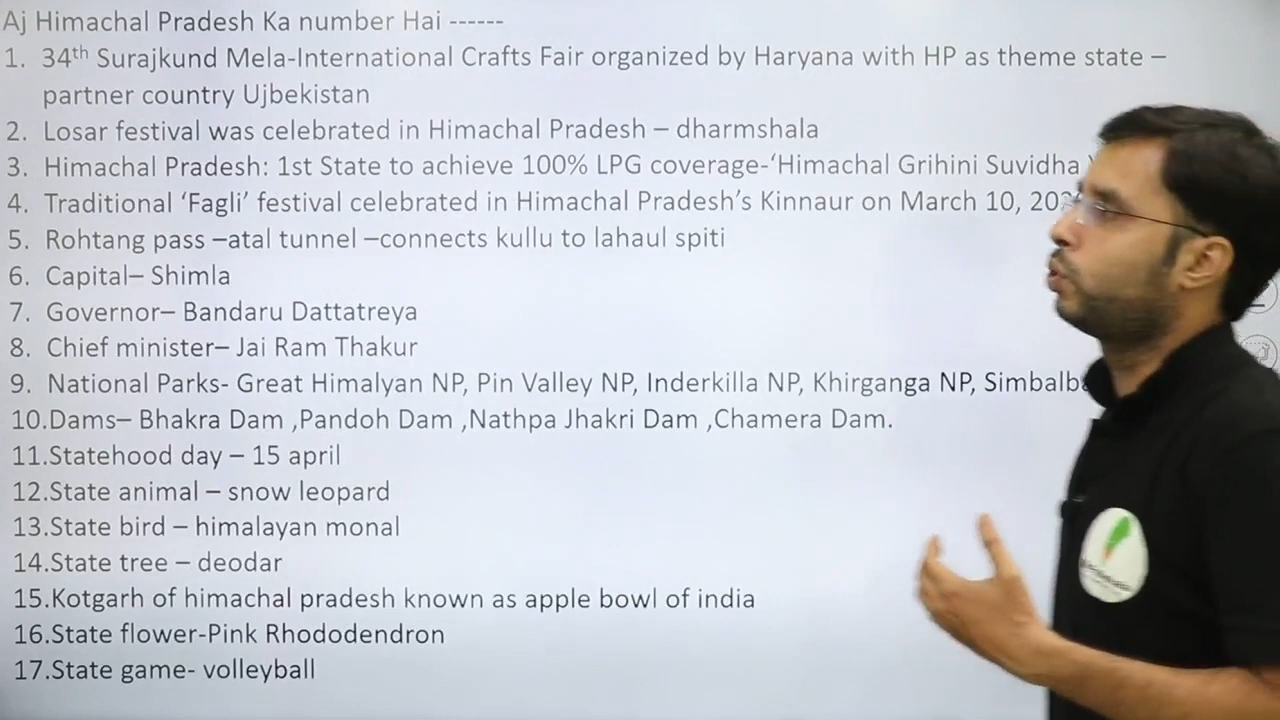 Aj Himachal Pradesh Ka number Hai ------
1. 34th Surajkund Mela-International Crafts Fair organized by Haryana with HP as theme state –
partner country Ujbekistan
2. Losar festival was celebrated in Himachal Pradesh – dharmshala
3. Himachal Pradesh: 1st State to achieve 100% LPG coverage-‘Himachal Grihini Suvidha
4. Traditional ‘Fagli’ festival celebrated in Himachal Pradesh’s Kinnaur on March 10,
5. Rohtang pass –atal tunnel –connects kullu to lahaul spiti
6. Capital– Shimla
7. Governor– Bandaru Dattatreya
8. Chief minister– Jai Ram Thakur
9. National Parks- Great Himalyan NP, Pin Valley NP, Inderkilla NP, Khirganga NP,
10.Dams– Bhakra Dam ,Pandoh Dam ,Nathpa Jhakri Dam ,Chamera Dam.
11.Statehood day – 15 april
12.State animal – snow leopard
13.State bird – himalayan monal
14.State tree – deodar
15.Kotgarh of himachal pradesh known as apple bowl of india
16.State flower-Pink Rhododendron
17.State game- volleyball